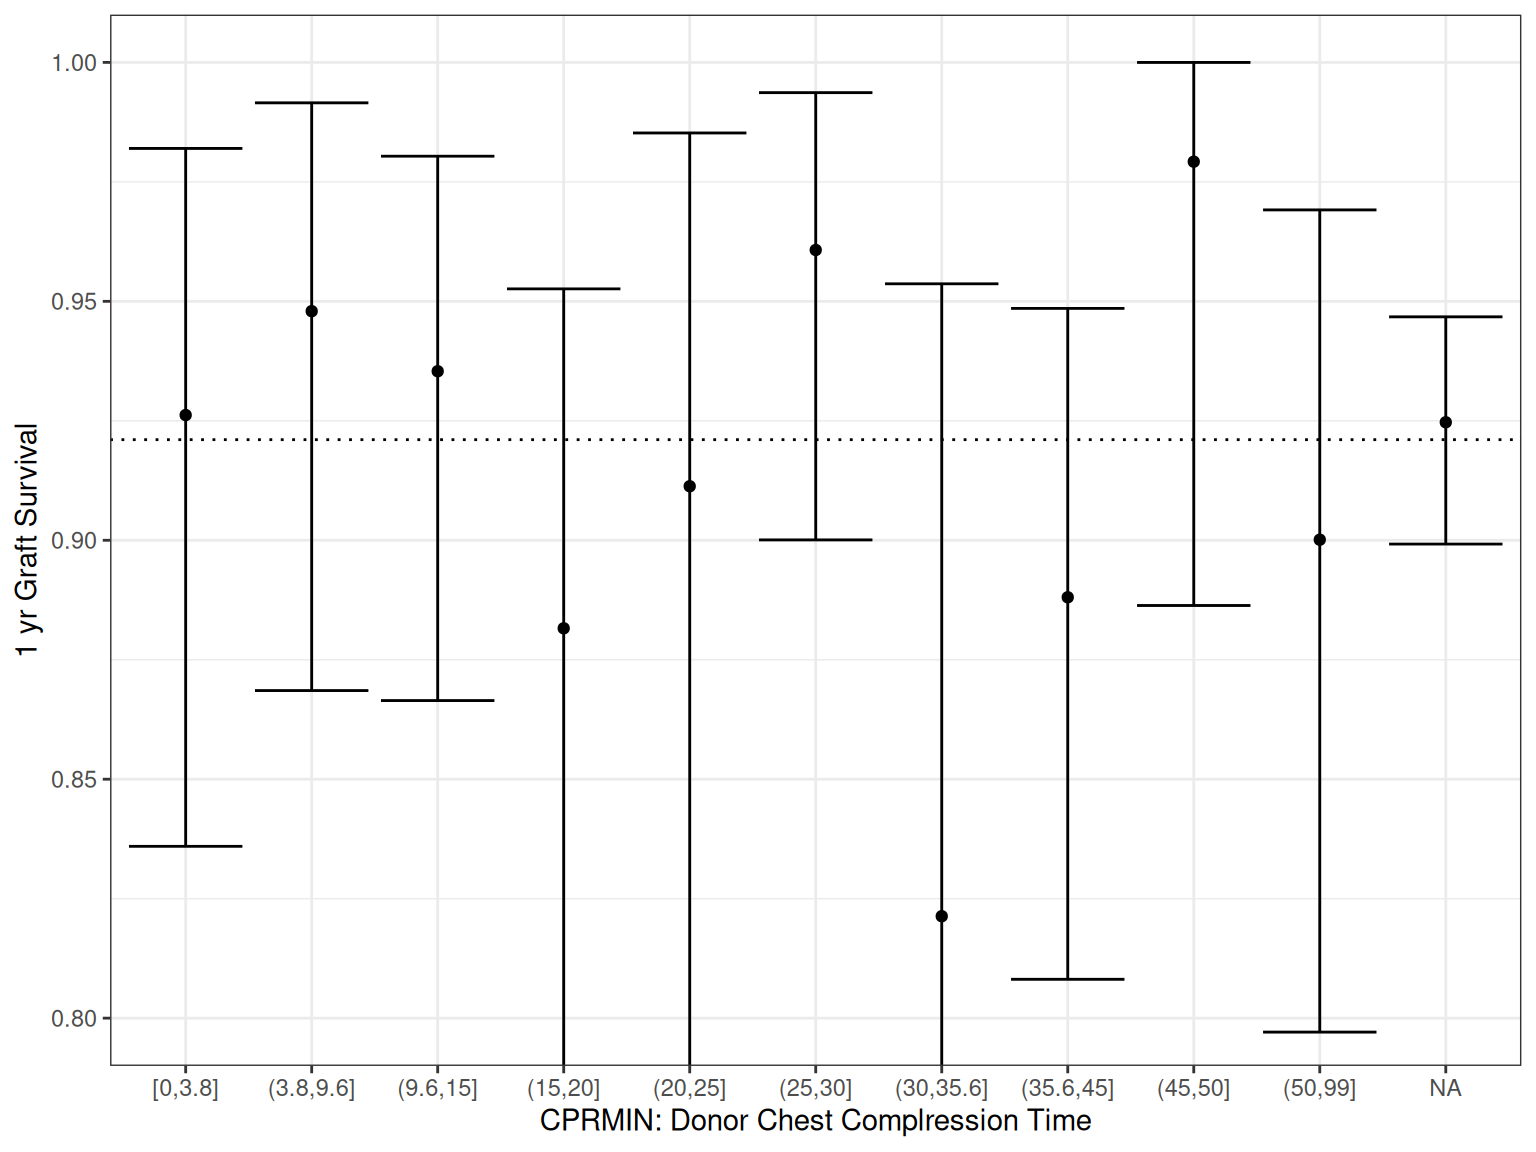 1.00
0.95
0.90
0.85
0.80
1 yr Graft Survival
[0,3.8] (3.8,9.6] (9.6,15] (15,20] (20,25] (25,30] (30,35.6] (35.6,45] (45,50] (50,99] NA
CPRMIN: Donor Chest Complression Time